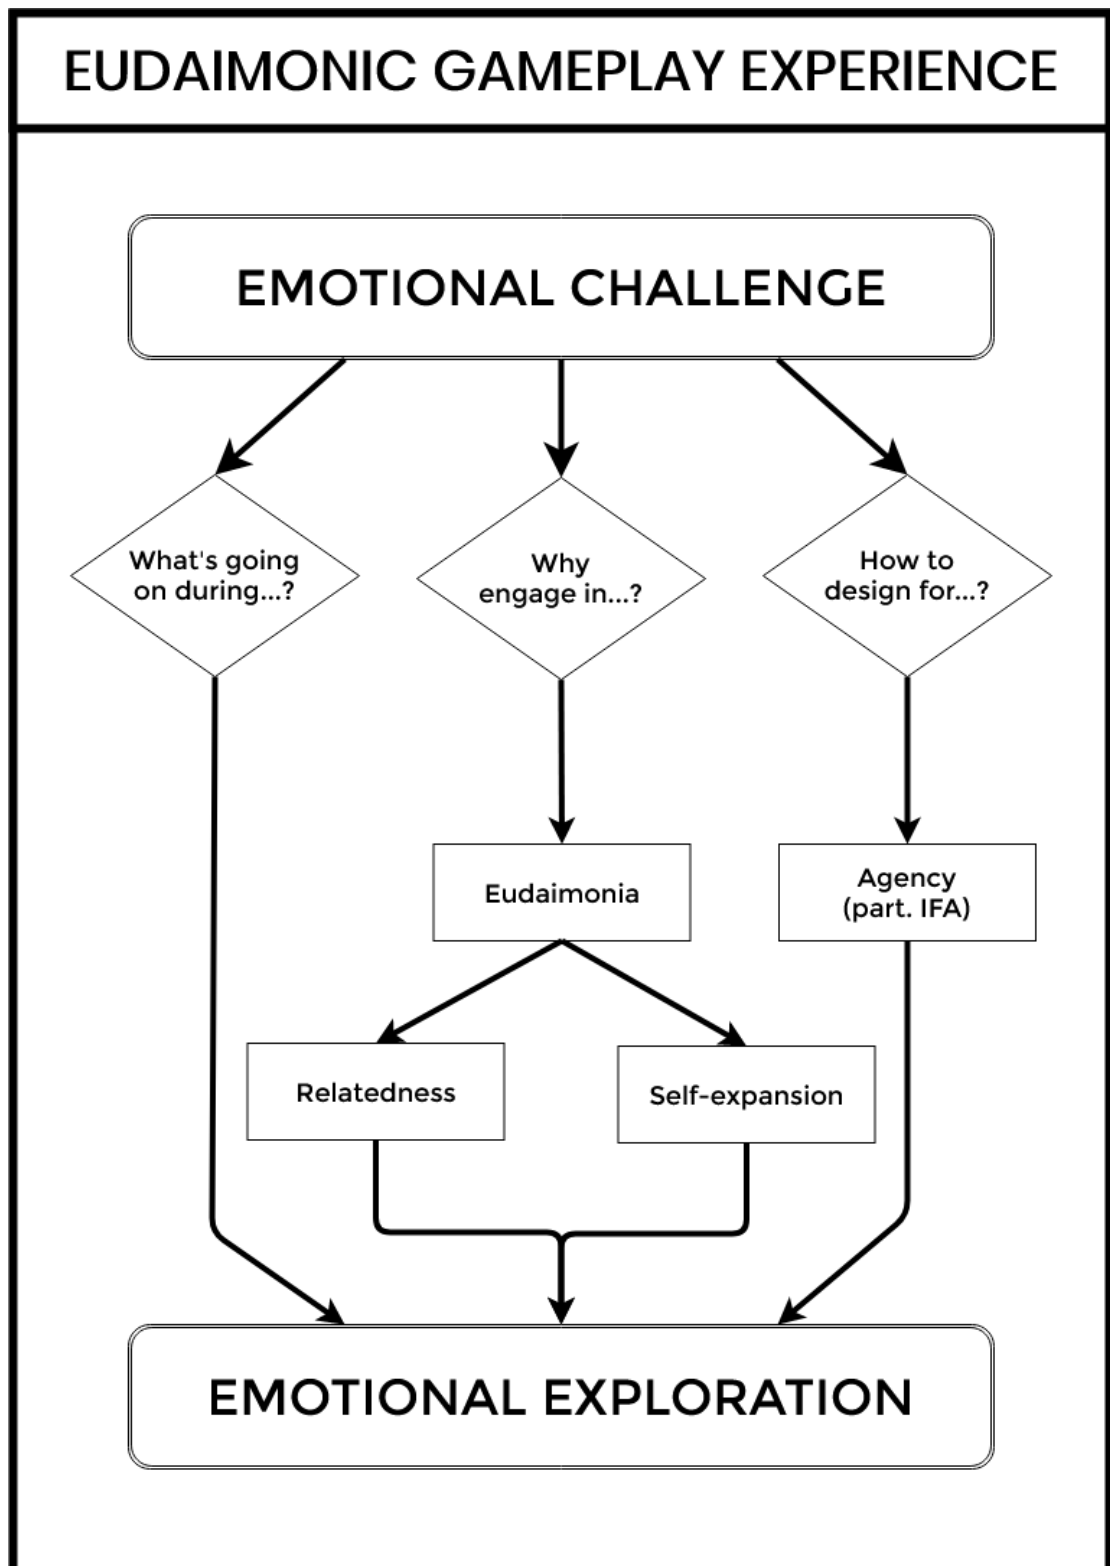 EUDAIMONIC GAMEPLAY EXPERIENCE
EMOTIONAL CHALLENGE
What's going
on during...?
Why
engage in...?
How to
design for...?
Eudaimonia
Agency
(part. IFA)
Relatedness
Self-expansion
EMOTIONAL EXPLORATION